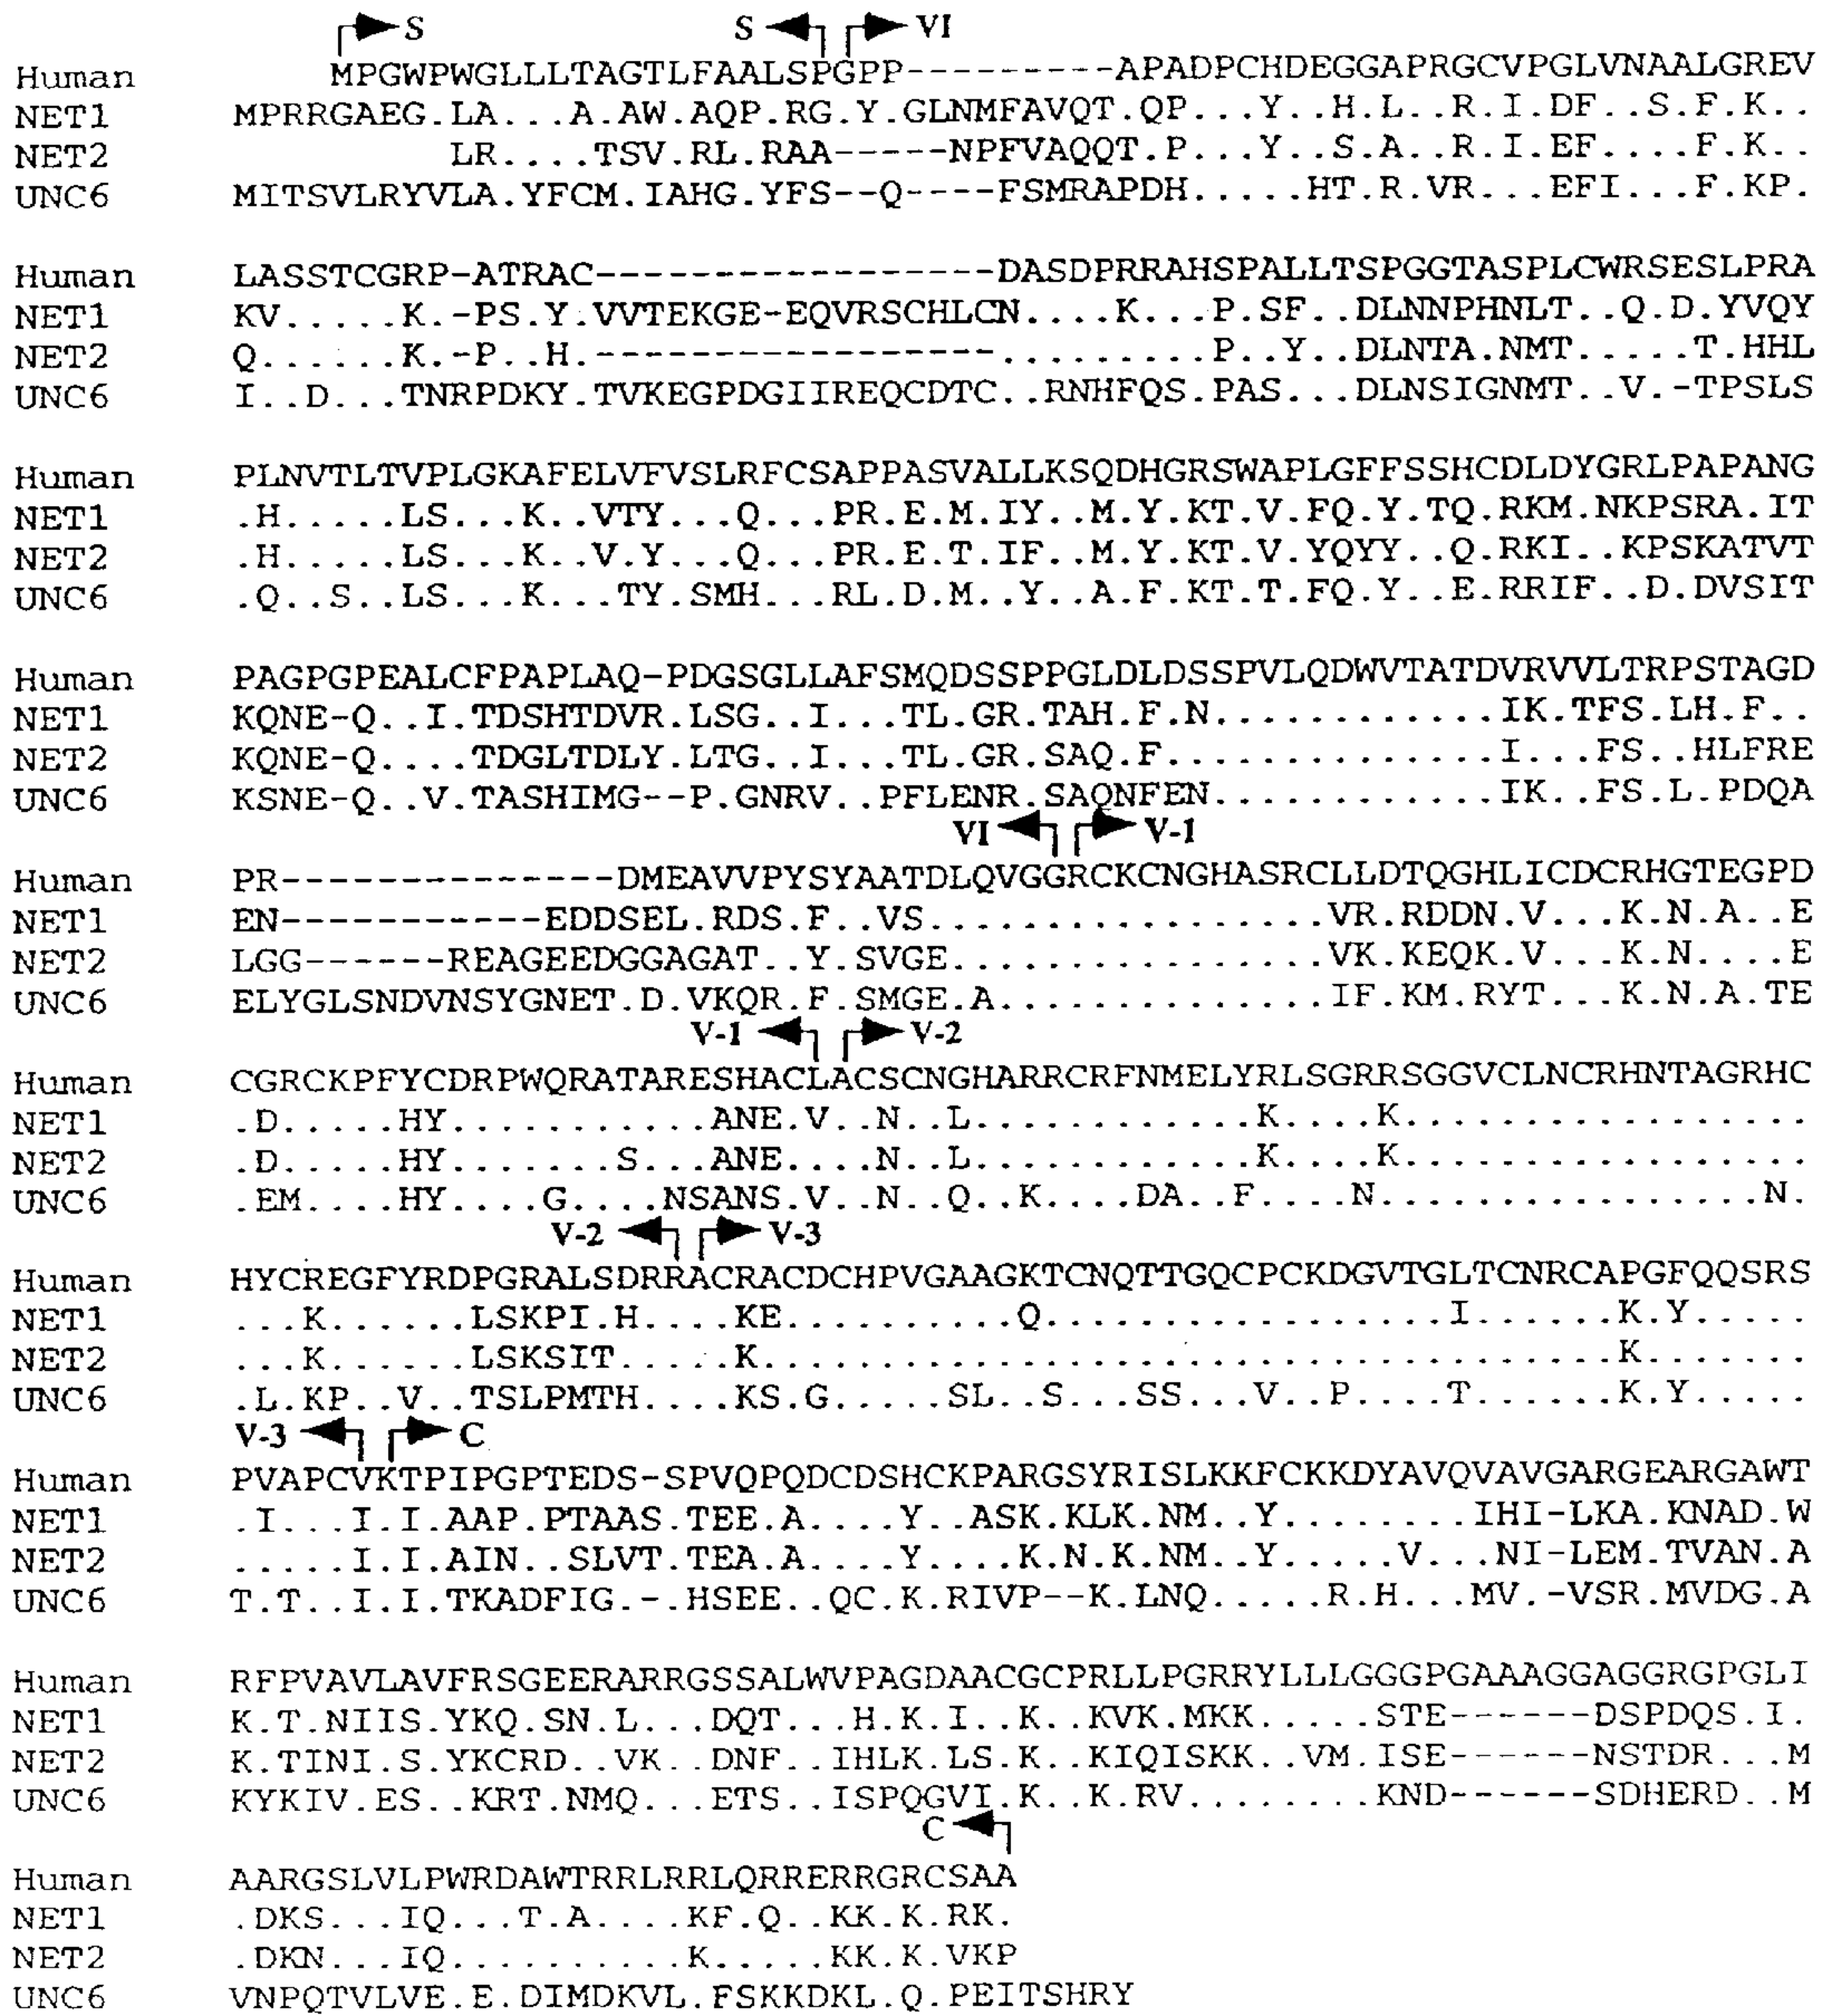 S S VI
Human MPGWPWGLLLTAGTLFAALSPGPP---------APADPCHDEGGAPRGCVPGLVNAALGREV
NET1 MPRRGAEG.LA...A.AW.AQP.RG.Y.GLNMFAVQT.QP...Y..H.L..R.I.DF..S.F.K..
NET2 LR....TSV.RL.RAA-----NPFVAQQT.P...Y..S.A..R.I.EF....F.K..
UNC6 MITSVLRYVLA.YFCM.IAHG.YFS--Q----FSMRAPDH.....HT.R.VR...EFI...F.KP.
Human LASSTCGRP-ATRAC-----------------DASDPRRAHSPALLTSPGGTASPLCWRSESLPRA
NET1 KV.....K.-PS.Y.VVTEKGE-EQVRSCHLCN....K...P.SF..DLNNPHNLT..Q.D.YVQY
NET2 Q......K.-P..H.-----------------.........P..Y..DLNTA.NMT.....T.HHL
UNC6 I..D...TNRPDKY.TVKEGPDGIIREQCDTC..RNHFQS.PAS...DLNSIGNMT..V.-TPSLS
Human PLNVTLTVPLGKAFELVFVSLRFCSAPPASVALLKSQDHGRSWAPLGFFSSHCDLDYGRLPAPANG
NET1 .H.....LS...K..VTY...Q...PR.E.M.IY..M.Y.KT.V.FQ.Y.TQ.RKM.NKPSRA.IT
NET2 .H.....LS...K..V.Y...Q...PR.E.T.IF..M.Y.KT.V.YQYY..Q.RKI..KPSKATVT
UNC6 .Q..S..LS...K...TY.SMH...RL.D.M..Y..A.F.KT.T.FQ.Y..E.RRIF..D.DVSIT
Human PAGPGPEALCFPAPLAQ-PDGSGLLAFSMQDSSPPGLDLDSSPVLQDWVTATDVRVVLTRPSTAGD
NET1 KQNE-Q..I.TDSHTDVR.LSG..I...TL.GR.TAH.F.N............IK.TFS.LH.F..
NET2 KQNE-Q....TDGLTDLY.LTG..I...TL.GR.SAQ.F..............I...FS..HLFRE
UNC6 KSNE-Q..V.TASHIMG--P.GNRV..PFLENR.SAQNFEN............IK..FS.L.PDQA
VI V-1
Human PR--------------DMEAVVPYSYAATDLQVGGRCKCNGHASRCLLDTQGHLICDCRHGTEGPD
NET1 EN-----------EDDSEL.RDS.F..VS.................VR.RDDN.V...K.N.A..E
NET2 LGG------REAGEEDGGAGAT..Y.SVGE................VK.KEQK.V...K.N....E
UNC6 ELYGLSNDVNSYGNET.D.VKQR.F.SMGE.A..............IF.KM.RYT...K.N.A.TE
V-1 V-2
Human CGRCKPFYCDRPWQRATARESHACLACSCNGHARRCRFNMELYRLSGRRSGGVCLNCRHNTAGRHC
NET1 .D.....HY...........ANE.V..N..L............K....K.................
NET2 .D.....HY.......S...ANE....N..L............K....K.................
UNC6 .EM....HY....G....NSANS.V..N..Q..K....DA..F....N................N.
V-2 V-3
Human HYCREGFYRDPGRALSDRRACRACDCHPVGAAGKTCNQTTGQCPCKDGVTGLTCNRCAPGFQQSRS
NET1 ...K......LSKPI.H....KE..........Q.................I......K.Y.....
NET2 ...K......LSKSIT.....K....................................K.......
UNC6 .L.KP..V..TSLPMTH....KS.G.....SL..S...SS...V..P....T......K.Y.....
V-3 C
Human PVAPCVKTPIPGPTEDS-SPVQPQDCDSHCKPARGSYRISLKKFCKKDYAVQVAVGARGEARGAWT
NET1 .I...I.I.AAP.PTAAS.TEE.A....Y..ASK.KLK.NM..Y........IHI-LKA.KNAD.W
NET2 .....I.I.AIN..SLVT.TEA.A....Y....K.N.K.NM..Y.....V...NI-LEM.TVAN.A
UNC6 T.T..I.I.TKADFIG.-.HSEE..QC.K.RIVP--K.LNQ.....R.H...MV.-VSR.MVDG.A
Human RFPVAVLAVFRSGEERARRGSSALWVPAGDAACGCPRLLPGRRYLLLGGGPGAAAGGAGGRGPGLI
NET1 K.T.NIIS.YKQ.SN.L...DQT...H.K.I..K..KVK.MKK.....STE------DSPDQS.I.
NET2 K.TINI.S.YKCRD..VK..DNF..IHLK.LS.K..KIQISKK..VM.ISE------NSTDR...M
UNC6 KYKIV.ES..KRT.NMQ...ETS..ISPQGVI.K..K.RV........KND------SDHERD..M
C
Human AARGSLVLPWRDAWTRRLRRLQRRERRGRCSAA
NET1 .DKS...IQ...T.A....KF.Q..KK.K.RK.
NET2 .DKN...IQ..........K.....KK.K.VKP
UNC6 VNPQTVLVE.E.DIMDKVL.FSKKDKL.Q.PEITSHRY